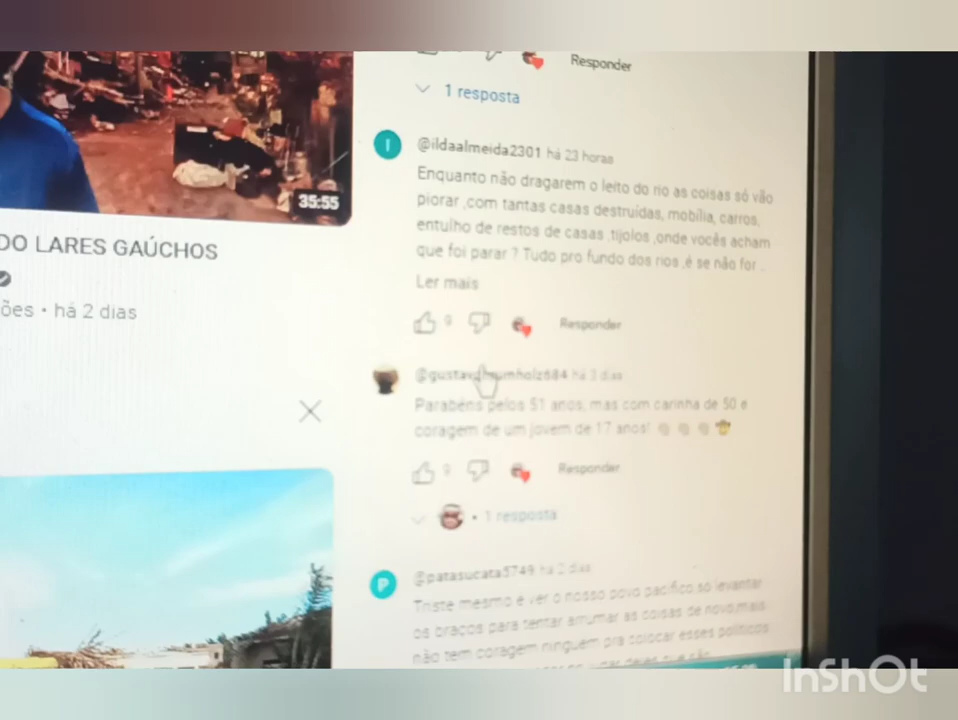 Responder
1 resposta
@ildaalmeida2301 há 23 horas
Enquanto não dragarem o leito do rio as coisas só vão
piorar ,com tantas casas destruídas, mobília, carros,
entulho de restos de casas ,tijolos ,onde vocês acham
que foi parar ? Tudo pro fundo dos rios ,é se não for...
Ler mais
9
Responder
35:55
DO LARES GAÚCHOS
ões • há 2 dias
há 3 dias
Parabéns pelos 51 anos, mas com carinha de 50 e
coragem de um jovem de 17 anos!
9
Responder
1 resposta
@patasucata3749 há 2 dias
Triste mesmo é ver o nosso povo pacífico so levantar
os braços para tentar arrumar as coisas de novo,mais
não tem coragem ninguem pra colocar esses políticos
InShOt